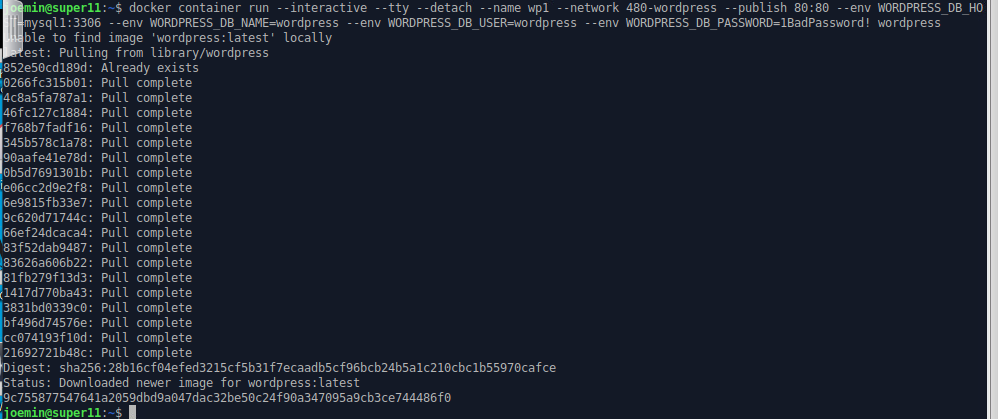 joemin@super11:~$ docker container run --interactive --tty --detach --name wp1 --network 480-wordpress --publish 80:80 --env WORDPRESS_DB_HO
=mysql1:3306 --env WORDPRESS_DB_NAME=wordpress --env WORDPRESS_DB_USER=wordpress --env WORDPRESS_DB_PASSWORD=1BadPassword! wordpress
nable to find image 'wordpress:latest' locally
atest: Pulling from library/wordpress
852e50cd189d: Already exists
0266fc315b01: Pull complete
4c8a5fa787a1: Pull complete
46fc127c1884: Pull complete
f768b7fadf16: Pull complete
345b578c1a78: Pull complete
90aafe41e78d: Pull complete
0b5d7691301b: Pull complete
e06cc2d9e2f8: Pull complete
6e9815fb33e7: Pull complete
9c620d71744c: Pull complete
66ef24dcaca4: Pull complete
83f52dab9487: Pull complete
83626a606b22: Pull complete
81fb279f13d3: Pull complete
1417d770ba43: Pull complete
3831bd0339c0: Pull complete
bf496d74576e: Pull complete
cc074193f10d: Pull complete
21692721b48c: Pull complete
Digest: sha256:28b16cf04efed3215cf5b31f7ecaadb5cf96bcb24b5a1c210cbc1b55970cafce
Status: Downloaded newer image for wordpress:latest
9c755877547641a2059dbd9a047dac32be50c24f90a347095a9cb3ce744486f0
joemin@super11:~$